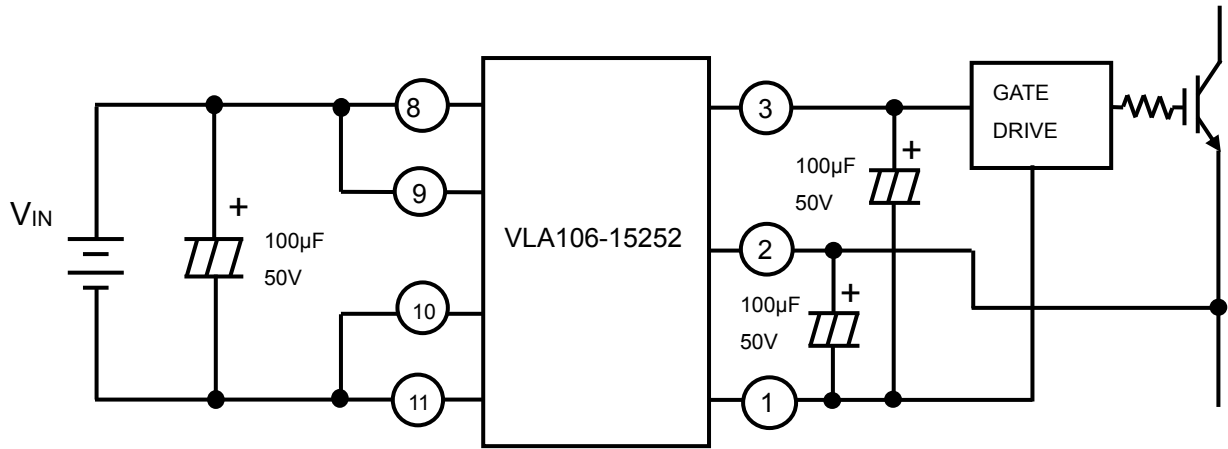 8
3
GATE
DRIVE
9
100µF
50V
+
VIN
+
100µF
50V
VLA106-15252
2
10
100µF
50V
+
11
1